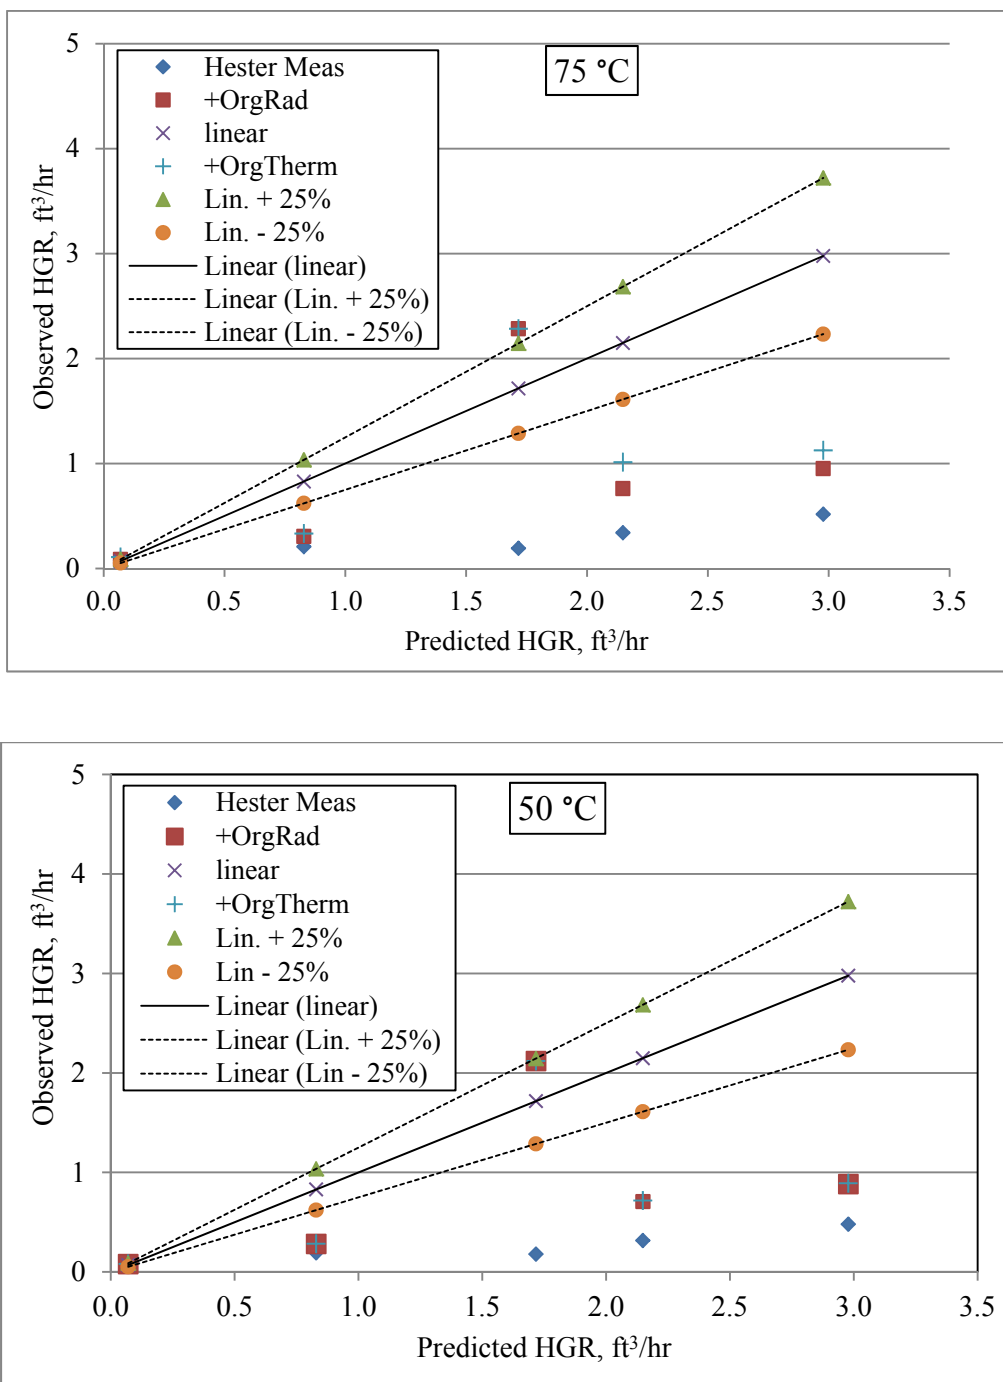 75 °C
Hester Meas
+OrgRad
linear
+OrgTherm
Lin. + 25%
Lin. - 25%
Linear (linear)
Linear (Lin. + 25%)
Linear (Lin. - 25%)
5
4
3
2
1
0
Observed HGR, ft³/hr
0.0 0.5 1.0 1.5 2.0 2.5 3.0 3.5
Predicted HGR, ft³/hr
50 °C
Hester Meas
+OrgRad
linear
+OrgTherm
Lin. + 25%
Lin - 25%
Linear (linear)
Linear (Lin. + 25%)
Linear (Lin - 25%)
5
4
3
2
1
0
Observed HGR, ft³/hr
0.0 0.5 1.0 1.5 2.0 2.5 3.0 3.5
Predicted HGR, ft³/hr